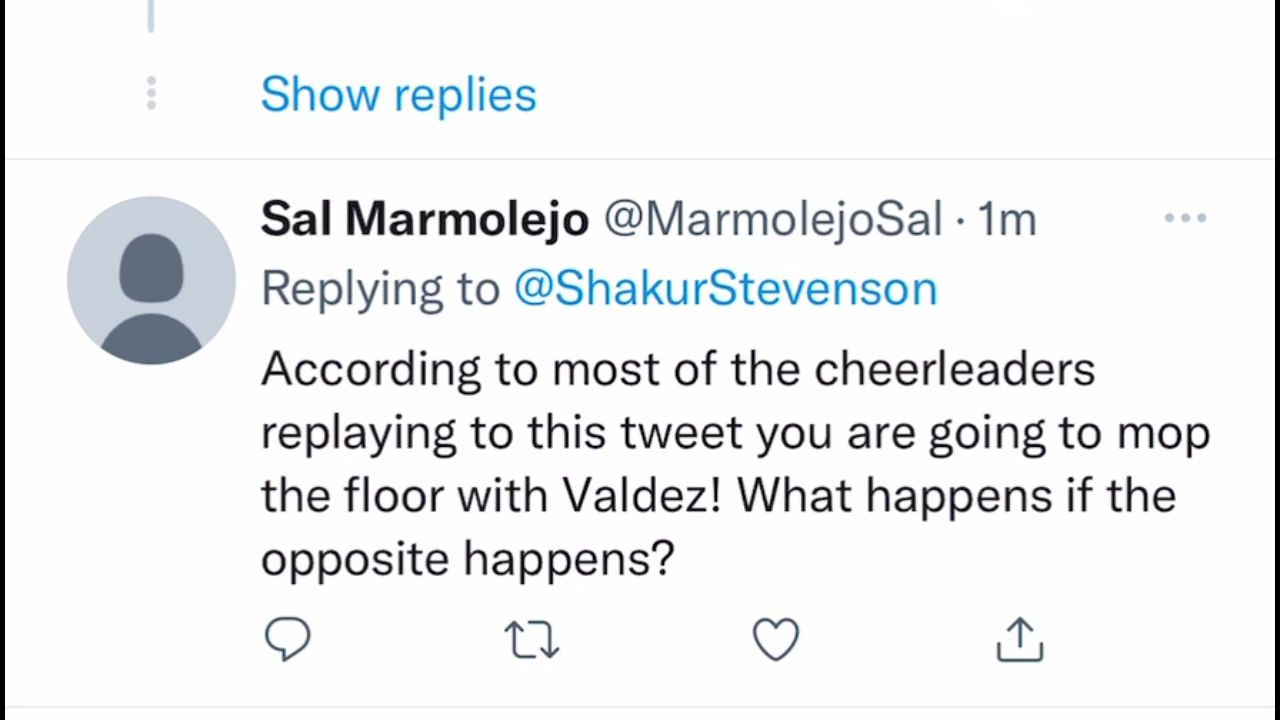 Show replies
Sal Marmolejo @MarmolejoSal · 1m
Replying to @ShakurStevenson
According to most of the cheerleaders
replaying to this tweet you are going to mop
the floor with Valdez! What happens if the
opposite happens?